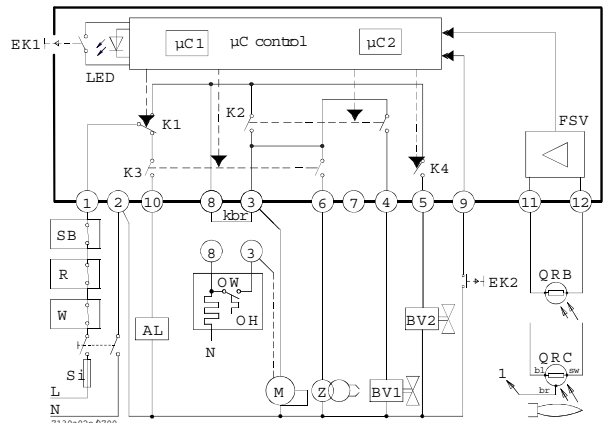 µC1 µC control µC2
EK1
LED
FSV
K1
K2
K3
K4
1 2 10 8 3 6 7 4 5 9 11 12
kbr
SB
R
W
Si
L
N
AL
8 3
OW
OH
N
M
Z
BV1
BV2
EK2
QRB
QRC
bl sw
br
1